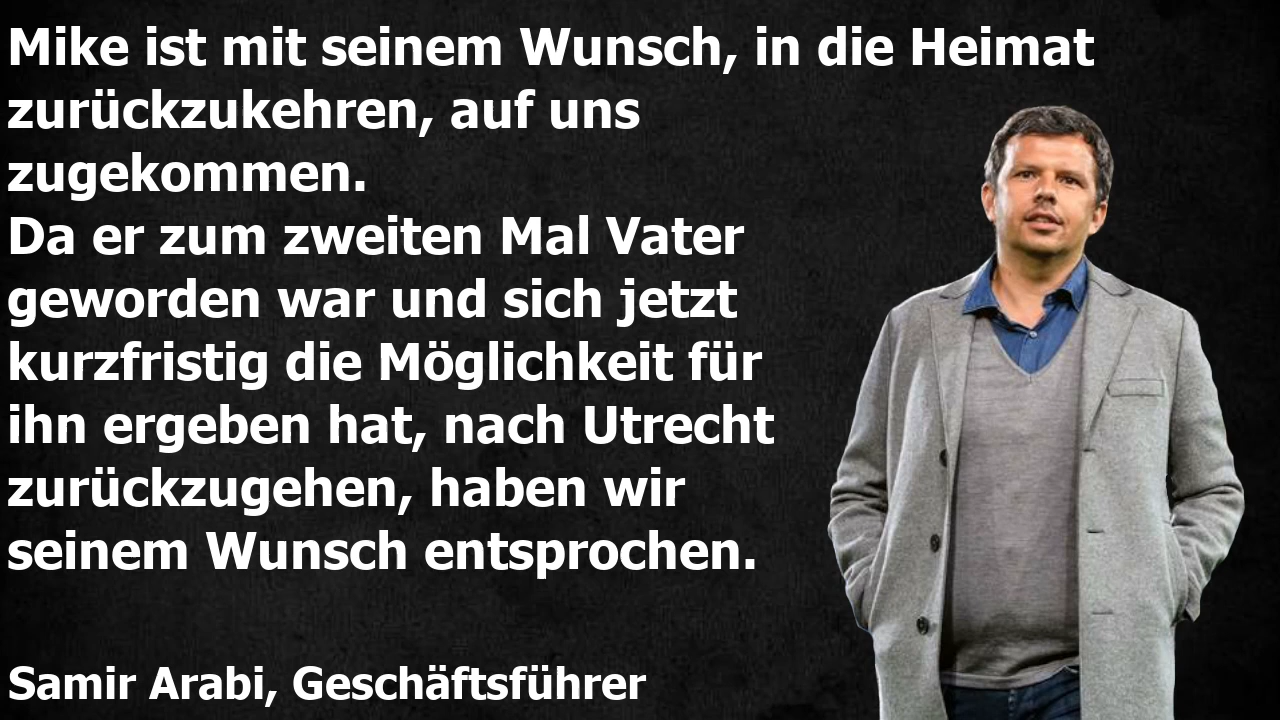 Mike ist mit seinem Wunsch, in die Heimat
zurückzukehren, auf uns
zugekommen.
Da er zum zweiten Mal Vater
geworden war und sich jetzt
kurzfristig die Möglichkeit für
ihn ergeben hat, nach Utrecht
zurückzugehen, haben wir
seinem Wunsch entsprochen.
Samir Arabi, Geschäftsführer